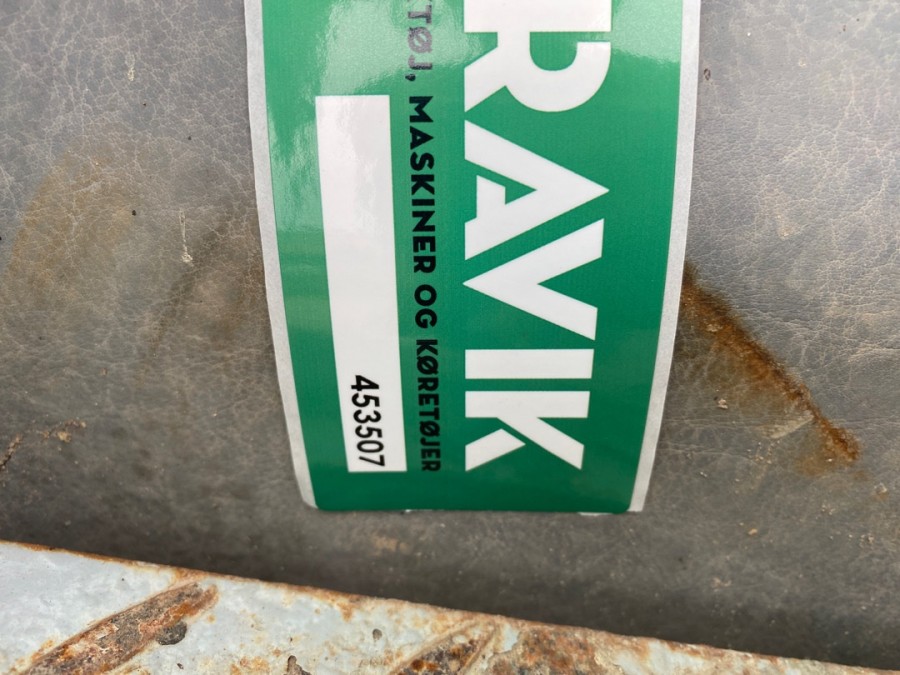 RAVIK
TØJ, MASKINER OG KØRETØJER
453507